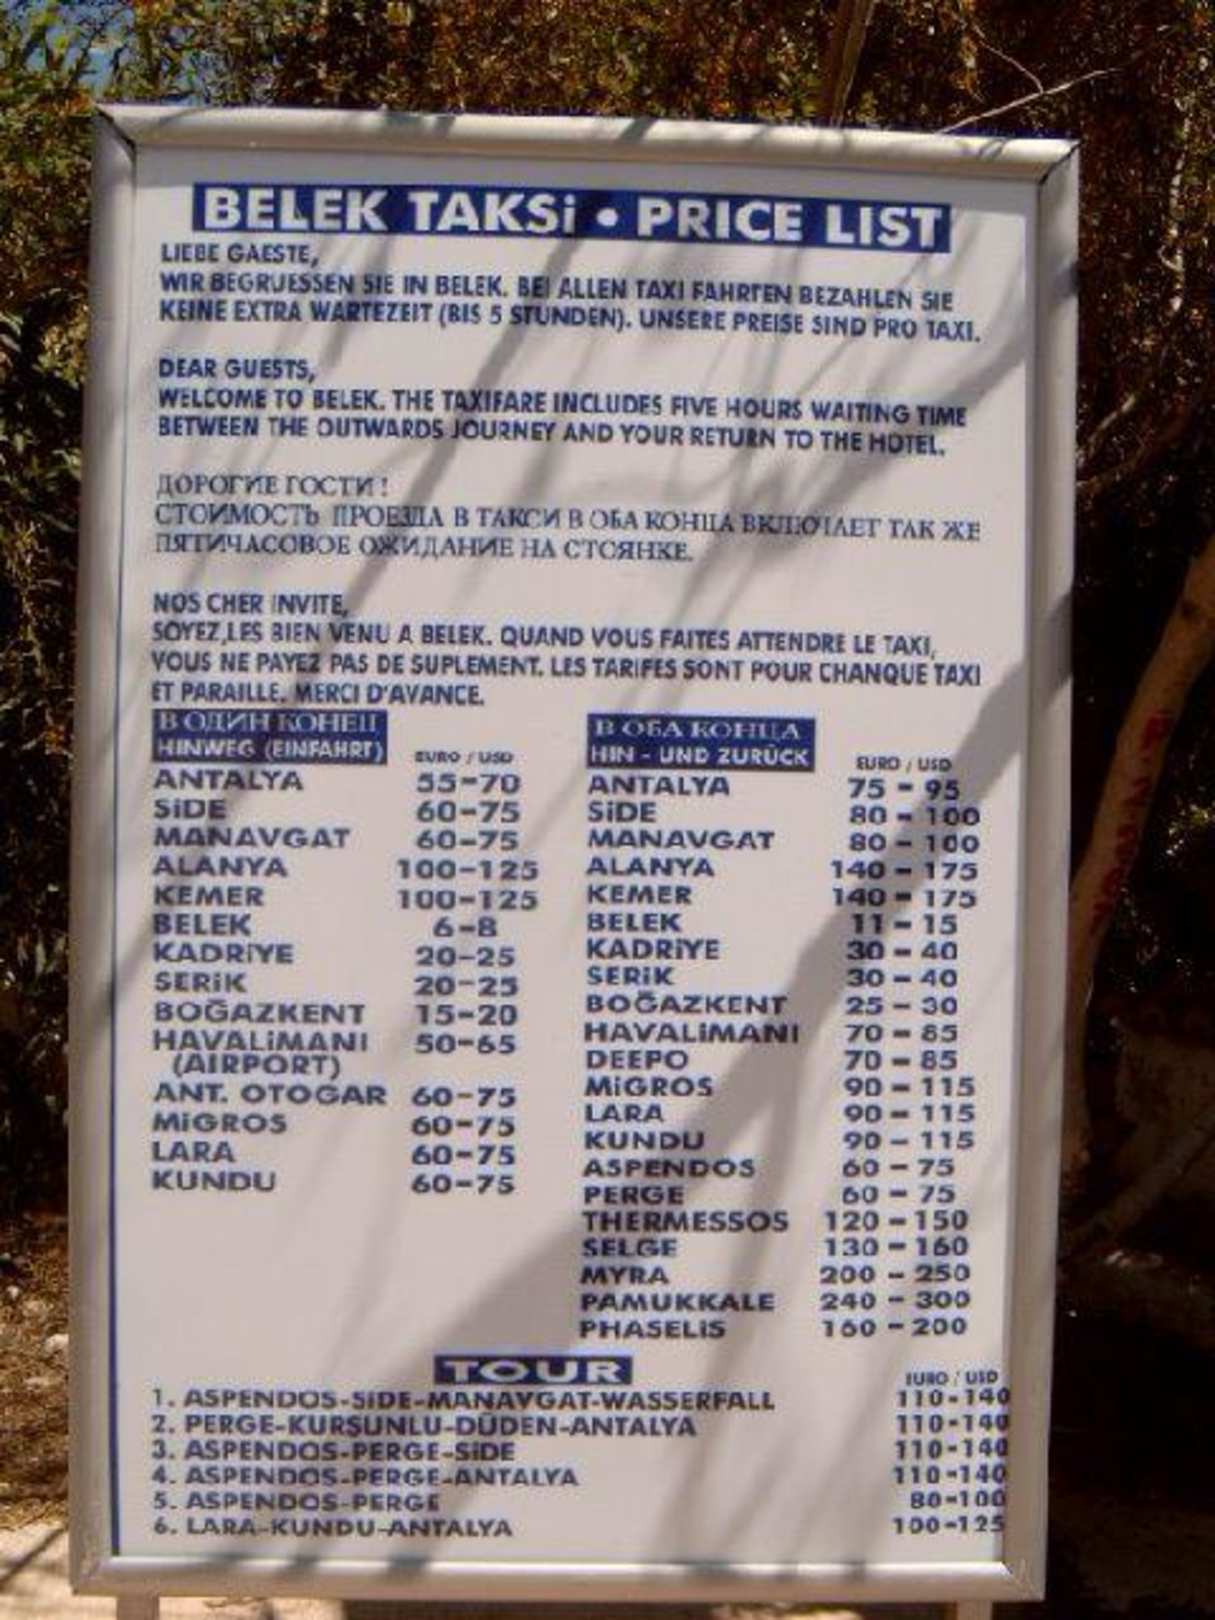 BELEK TAKSi • PRICE LIST
LIEBE GAESTE,
WIR BEGRUESSEN SIE IN BELEK. BEI ALLEN TAXI FAHRTEN BEZAHLEN SIE
KEINE EXTRA WARTEZEIT (BIS 5 STUNDEN). UNSERE PREISE SIND PRO TAXI.
DEAR GUESTS,
WELCOME TO BELEK. THE TAXIFARE INCLUDES FIVE HOURS WAITING TIME
BETWEEN THE OUTWARDS JOURNEY AND YOUR RETURN TO THE HOTEL.
ДОРОГИЕ ГОСТИ !
СТОИМОСТЬ ПРОЕЗДА В ТАКСИ В ОБА КОНЦА ВКЛЮЧАЕТ ТАК ЖЕ
ПЯТИЧАСОВОЕ ОЖИДАНИЕ НА СТОЯНКЕ.
NOS CHER INVITE,
SOYEZ,LES BIEN VENU A BELEK. QUAND VOUS FAITES ATTENDRE LE TAXI,
VOUS NE PAYEZ PAS DE SUPLEMENT. LES TARIFES SONT POUR CHANQUE TAXI
ET PARAILLE. MERCI D'AVANCE.
В ОДИН КОНЕЦ
HINWEG (EINFAHRT) EURO / USD
ANTALYA 55-70
SiDE 60-75
MANAVGAT 60-75
ALANYA 100-125
KEMER 100-125
BELEK 6-8
KADRiYE 20-25
SERiK 20-25
BOĞAZKENT 15-20
HAVALiMANI 50-65
(AIRPORT)
ANT. OTOGAR 60-75
MiGROS 60-75
LARA 60-75
KUNDU 60-75
В ОБА КОНЦА
HIN - UND ZURÜCK EURO / USD
ANTALYA 75 - 95
SiDE 80 - 100
MANAVGAT 80 - 100
ALANYA 140 - 175
KEMER 140 - 175
BELEK 11 - 15
KADRiYE 30 - 40
SERiK 30 - 40
BOĞAZKENT 25 - 30
HAVALiMANI 70 - 85
DEEPO 70 - 85
MiGROS 90 - 115
LARA 90 - 115
KUNDU 90 - 115
ASPENDOS 60 - 75
PERGE 60 - 75
THERMESSOS 120 - 150
SELGE 130 - 160
MYRA 200 - 250
PAMUKKALE 240 - 300
PHASELiS 160 - 200
TOUR
EURO / USD
1. ASPENDOS-SiDE-MANAVGAT-WASSERFALL 110-140
2. PERGE-KURŞUNLU-DÜDEN-ANTALYA 110-140
3. ASPENDOS-PERGE-SiDE 110-140
4. ASPENDOS-PERGE-ANTALYA 110-140
5. ASPENDOS-PERGE 80-100
6. LARA-KUNDU-ANTALYA 100-125